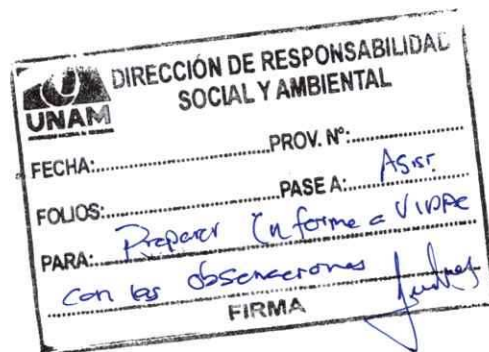 UNAM
DIRECCIÓN DE RESPONSABILIDAD
SOCIAL Y AMBIENTAL
FECHA:.................... PROV. Nº:....................
FOLIOS:.................... PASE A: Asist.
PARA: Preparar Informe a VIPPE
con las observaciones
FIRMA